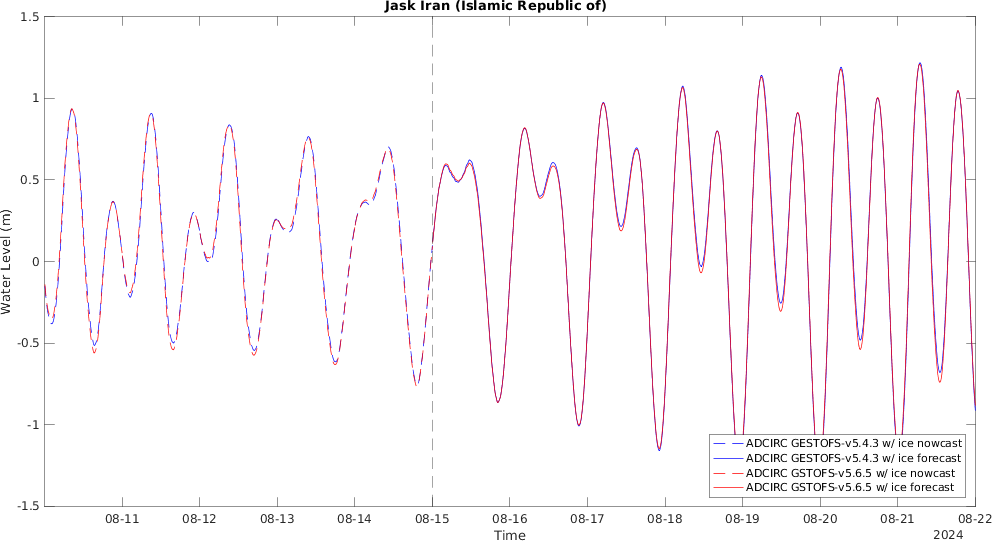 Jask Iran (Islamic Republic of)
1.5
1
0.5
0
-0.5
-1
-1.5
Water Level (m)
ADCIRC GESTOFS-v5.4.3 w/ ice nowcast
ADCIRC GESTOFS-v5.4.3 w/ ice forecast
ADCIRC GSTOFS-v5.6.5 w/ ice nowcast
ADCIRC GSTOFS-v5.6.5 w/ ice forecast
08-11 08-12 08-13 08-14 08-15 08-16 08-17 08-18 08-19 08-20 08-21 08-22
Time
2024